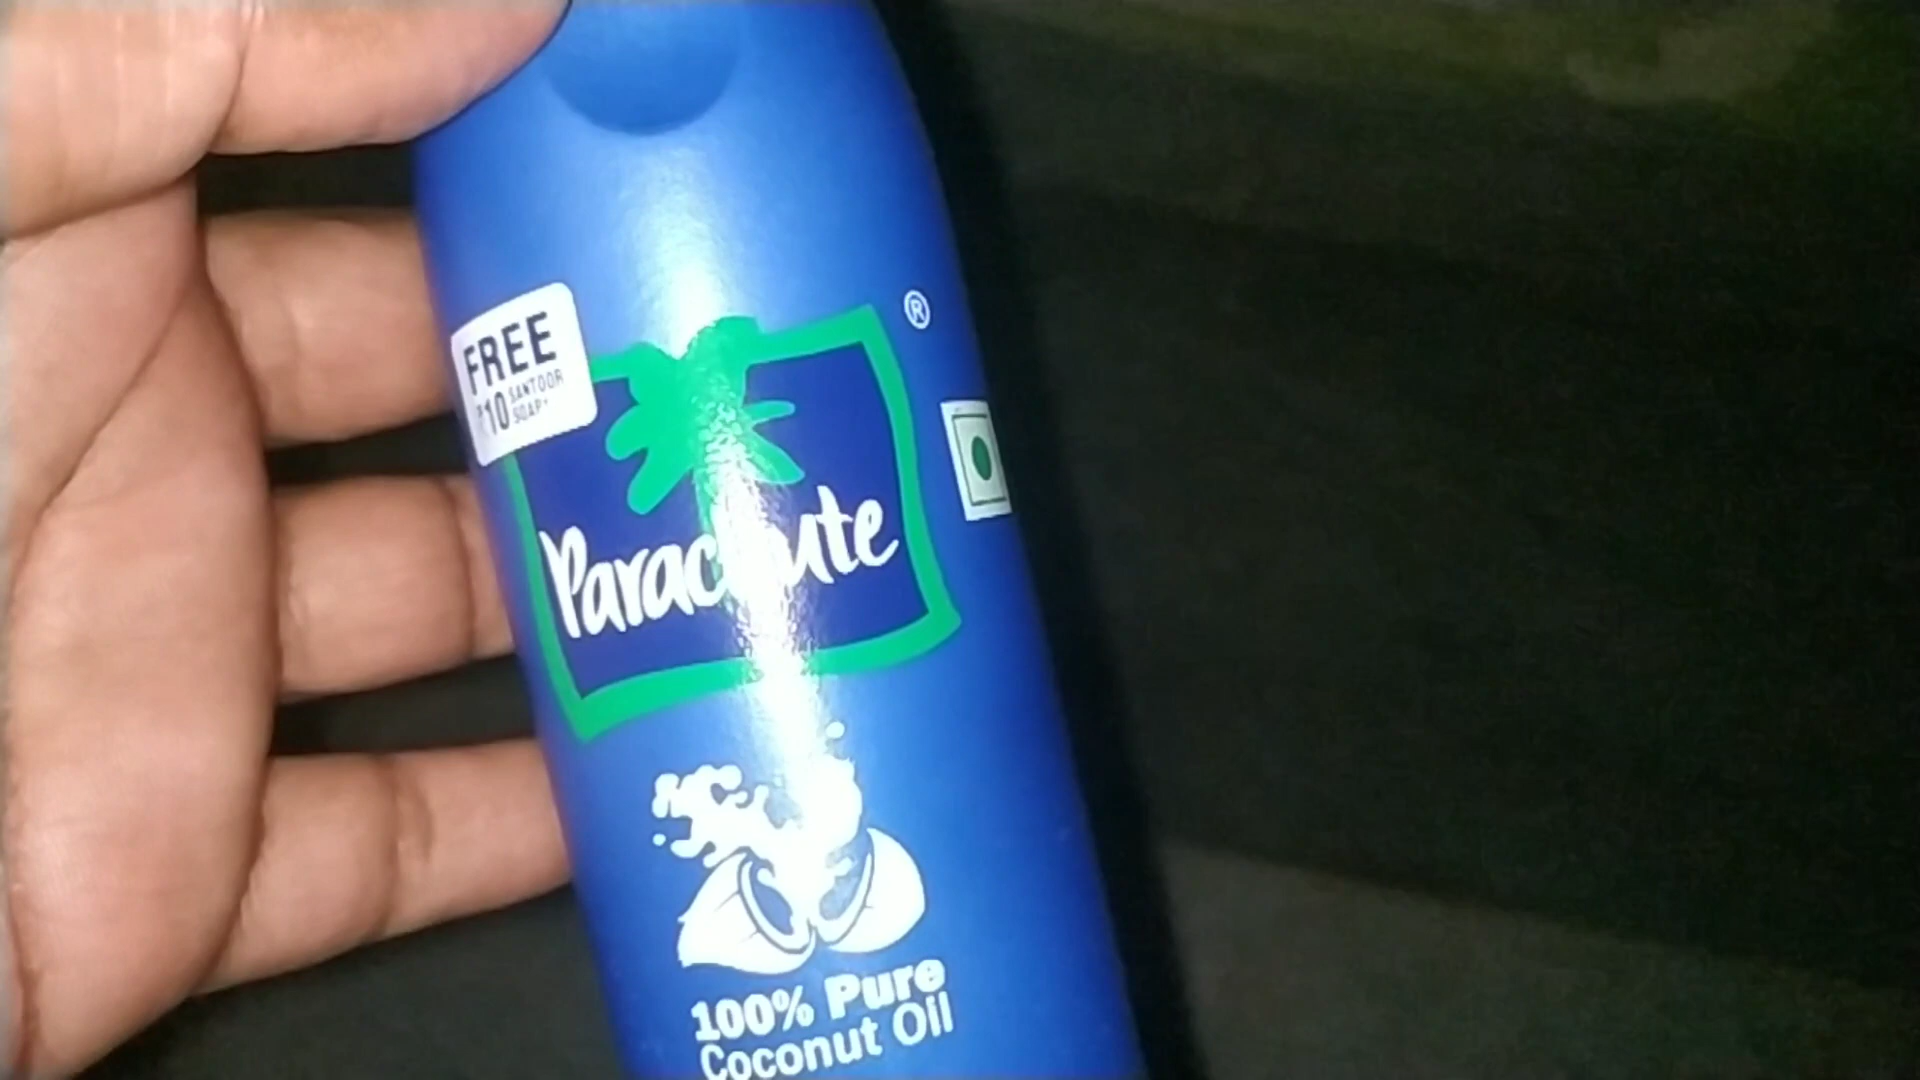 FREE
₹10 SANTOOR
SOAP*
®
Parachute
100% Pure
Coconut Oil